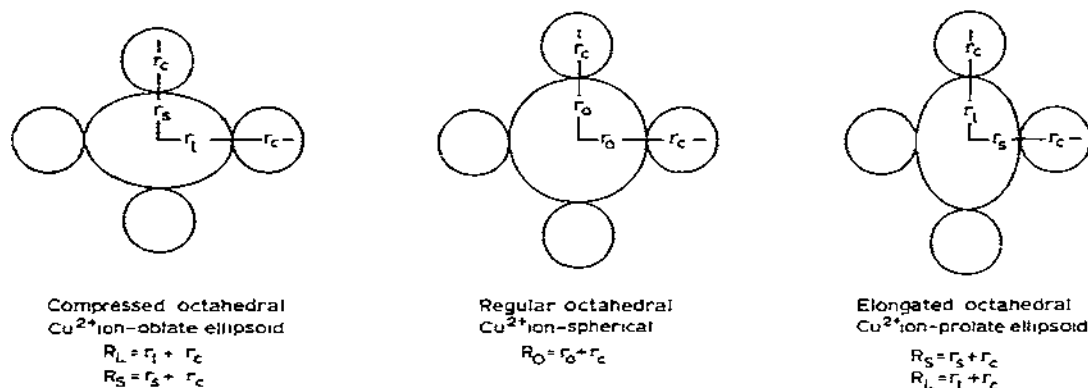 r_c
r_s
r_l r_c
Compressed octahedral
Cu²⁺ion-oblate ellipsoid
R_L = r_l + r_c
R_S = r_s + r_c
r_c
r_o
r_o r_c
Regular octahedral
Cu²⁺ion-spherical
R_O = r_o + r_c
r_c
r_l
r_s r_c
Elongated octahedral
Cu²⁺ion-prolate ellipsoid
R_S = r_s + r_c
R_L = r_l + r_c